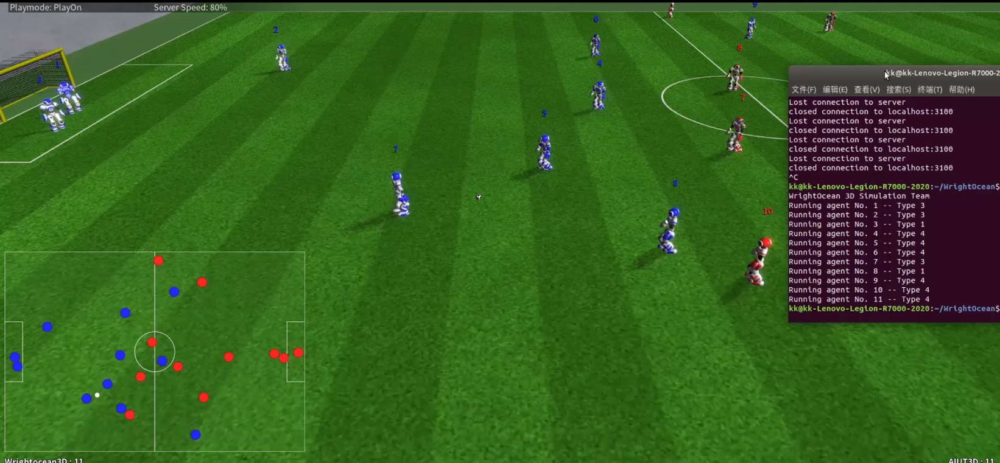 Playmode: PlayOn
Server Speed: 80%
9
6
2
8
4
1
3
7
5
7
8
10
kk@kk-Lenovo-Legion-R7000-2
文件(F) 编辑(E) 查看(V) 搜索(S) 终端(T) 帮助(H)
Lost connection to server
closed connection to localhost:3100
Lost connection to server
closed connection to localhost:3100
Lost connection to server
closed connection to localhost:3100
Lost connection to server
closed connection to localhost:3100
^C
kk@kk-Lenovo-Legion-R7000-2020:~/WrightOcean$
WrightOcean 3D Simulation Team
Running agent No. 1 -- Type 3
Running agent No. 2 -- Type 3
Running agent No. 3 -- Type 1
Running agent No. 4 -- Type 4
Running agent No. 5 -- Type 4
Running agent No. 6 -- Type 4
Running agent No. 7 -- Type 3
Running agent No. 8 -- Type 1
Running agent No. 9 -- Type 4
Running agent No. 10 -- Type 4
Running agent No. 11 -- Type 4
kk@kk-Lenovo-Legion-R7000-2020:~/WrightOcean$
Wrightocean3D : 11
AIUT3D : 11